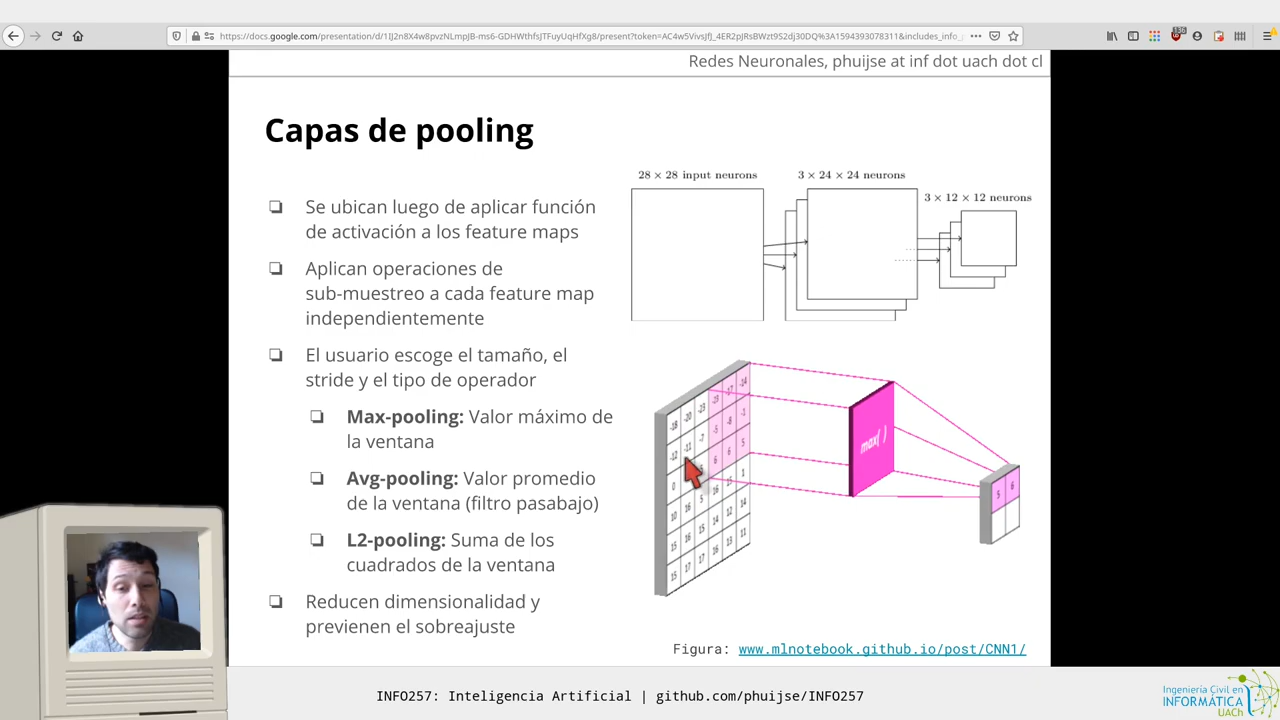 Redes Neuronales, phuijse at inf dot uach dot cl
Capas de pooling
Se ubican luego de aplicar función
de activación a los feature maps
Aplican operaciones de
sub-muestreo a cada feature map
independientemente
El usuario escoge el tamaño, el
stride y el tipo de operador
Max-pooling: Valor máximo de
la ventana
Avg-pooling: Valor promedio
de la ventana (filtro pasabajo)
L2-pooling: Suma de los
cuadrados de la ventana
Reducen dimensionalidad y
previenen el sobreajuste
28 × 28 input neurons
3 × 24 × 24 neurons
3 × 12 × 12 neurons
max( )
5 6
Figura: www.mlnotebook.github.io/post/CNN1/
INFO257: Inteligencia Artificial | github.com/phuijse/INFO257
Ingeniería Civil en
INFORMÁTICA
UACh